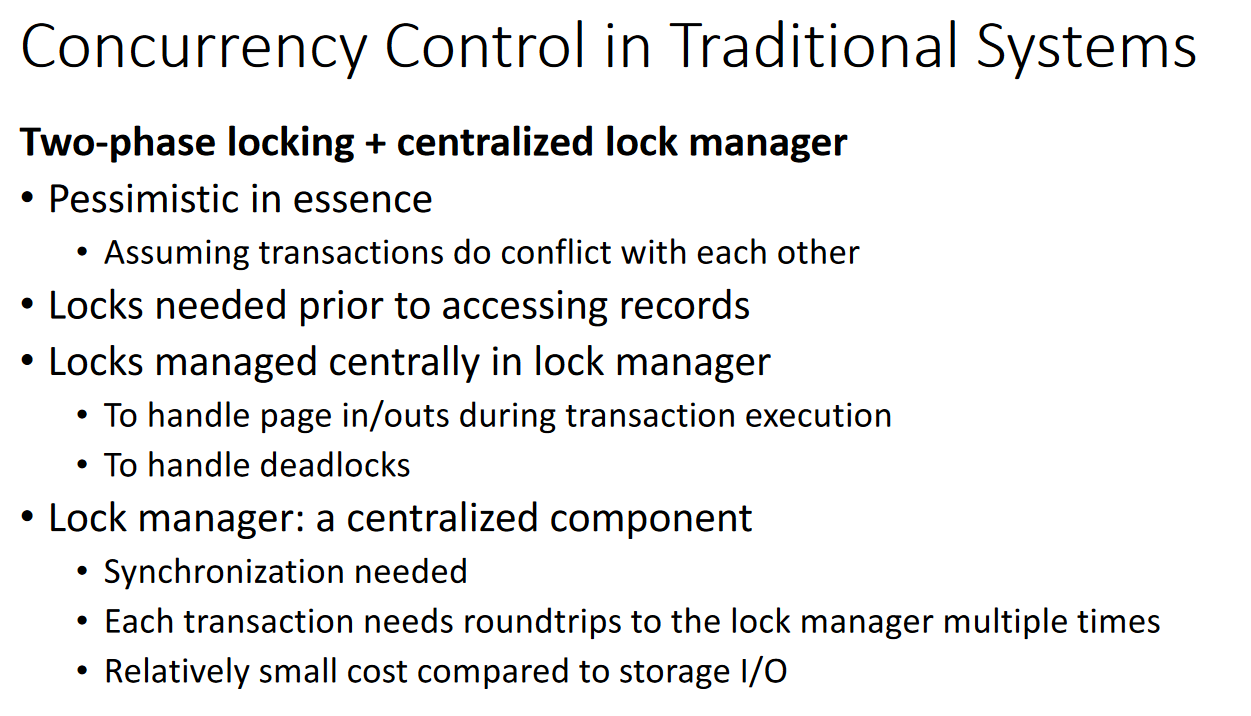 Concurrency Control in Traditional Systems
Two-phase locking + centralized lock manager
• Pessimistic in essence
• Assuming transactions do conflict with each other
• Locks needed prior to accessing records
• Locks managed centrally in lock manager
• To handle page in/outs during transaction execution
• To handle deadlocks
• Lock manager: a centralized component
• Synchronization needed
• Each transaction needs roundtrips to the lock manager multiple times
• Relatively small cost compared to storage I/O